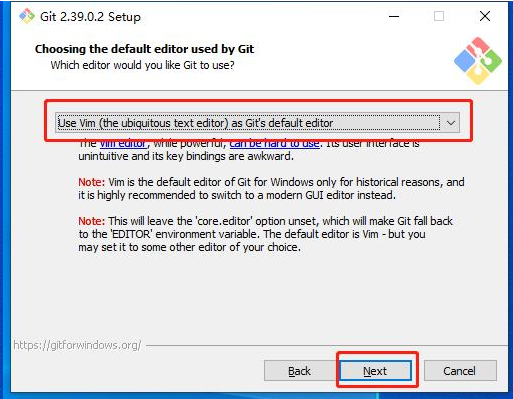 Git 2.39.0.2 Setup
Choosing the default editor used by Git
Which editor would you like Git to use?
Use Vim (the ubiquitous text editor) as Git's default editor
The Vim editor, while powerful, can be hard to use. Its user interface is
unintuitive and its key bindings are awkward.
Note: Vim is the default editor of Git for Windows only for historical reasons, and
it is highly recommended to switch to a modern GUI editor instead.
Note: This will leave the 'core.editor' option unset, which will make Git fall back
to the 'EDITOR' environment variable. The default editor is Vim - but you
may set it to some other editor of your choice.
https://gitforwindows.org/
Back Next Cancel